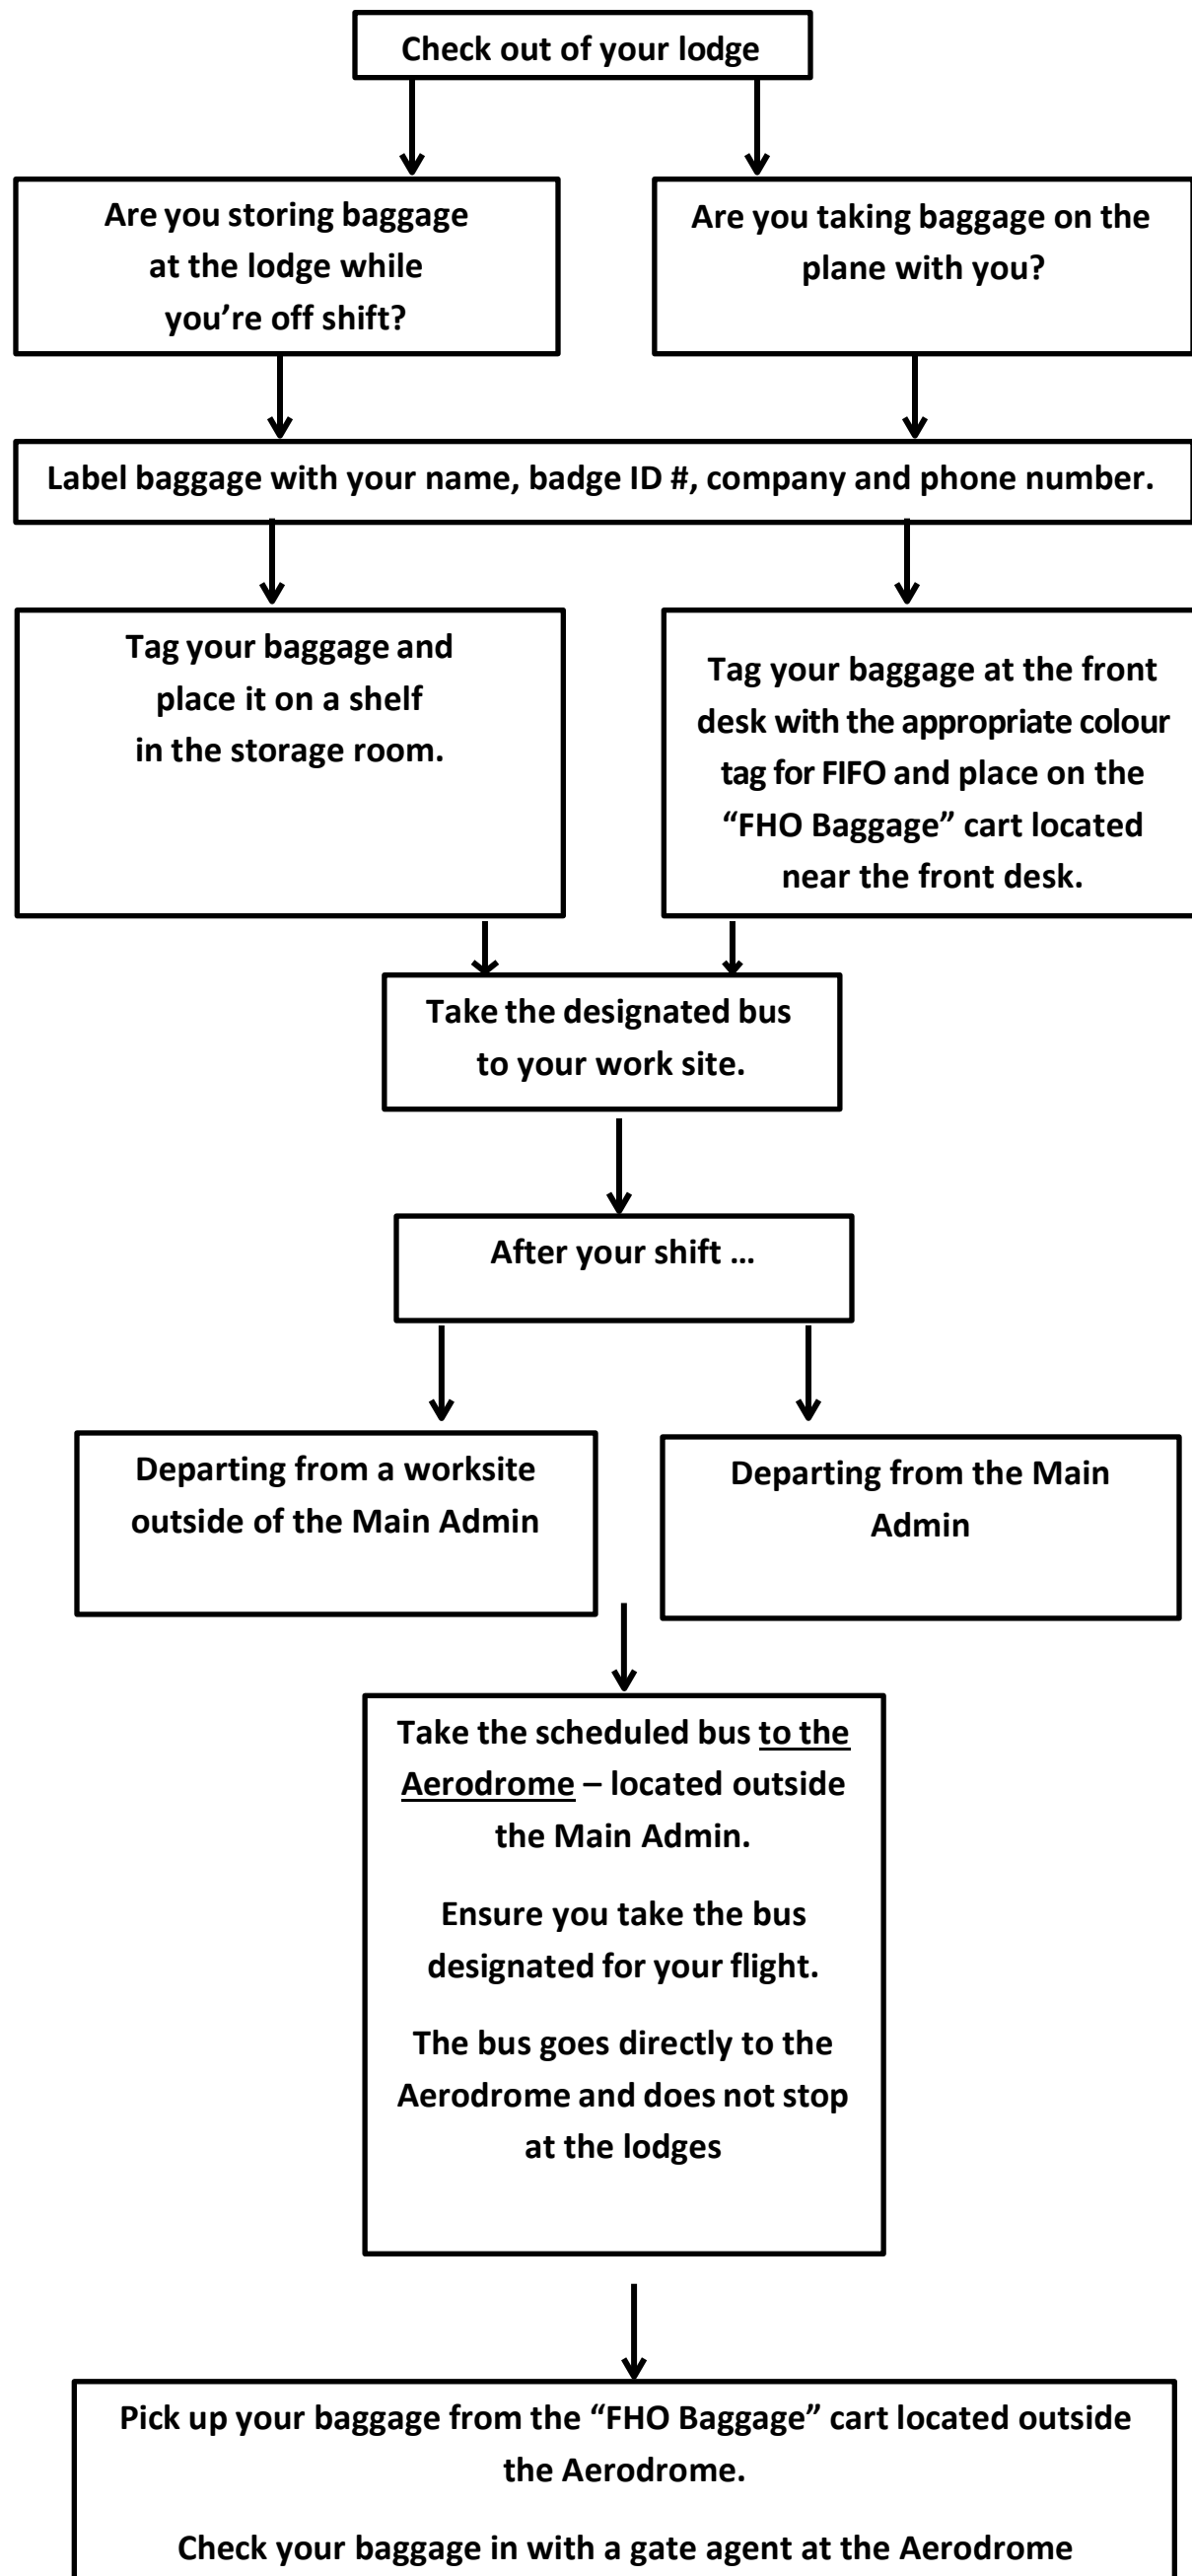 Check out of your lodge
Are you storing baggage
at the lodge while
you’re off shift?
Are you taking baggage on the
plane with you?
Label baggage with your name, badge ID #, company and phone number.
Tag your baggage and
place it on a shelf
in the storage room.
Tag your baggage at the front
desk with the appropriate colour
tag for FIFO and place on the
“FHO Baggage” cart located
near the front desk.
Take the designated bus
to your work site.
After your shift …
Departing from a worksite
outside of the Main Admin
Departing from the Main
Admin
Take the scheduled bus to the
Aerodrome – located outside
the Main Admin.
Ensure you take the bus
designated for your flight.
The bus goes directly to the
Aerodrome and does not stop
at the lodges
Pick up your baggage from the “FHO Baggage” cart located outside
the Aerodrome.
Check your baggage in with a gate agent at the Aerodrome